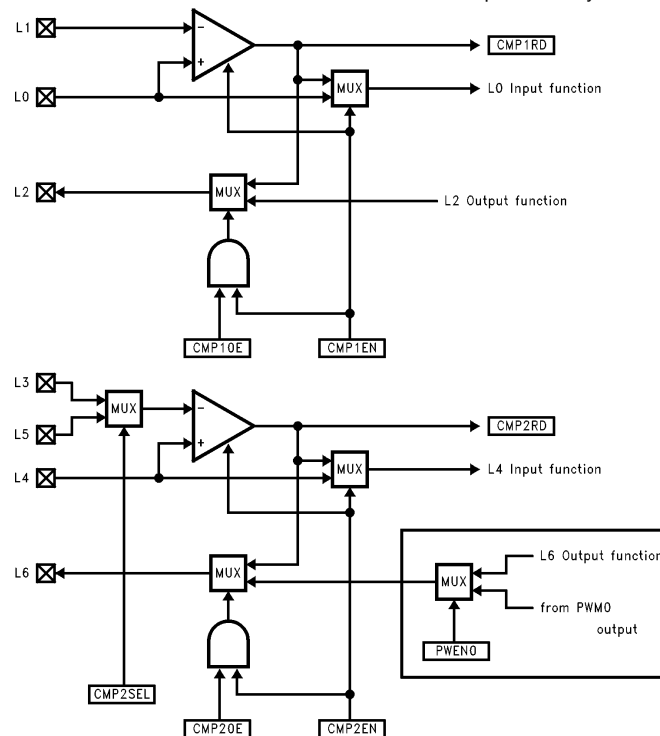 L1
-
CMP1RD
+
MUX
L0
L0 Input function
L2
MUX
L2 Output function
CMP1OE
CMP1EN
L3
MUX
-
CMP2RD
L5
+
MUX
L4
L4 Input function
L6 Output function
L6
MUX
MUX
from PWM0
output
PWEN0
CMP2SEL
CMP2OE
CMP2EN